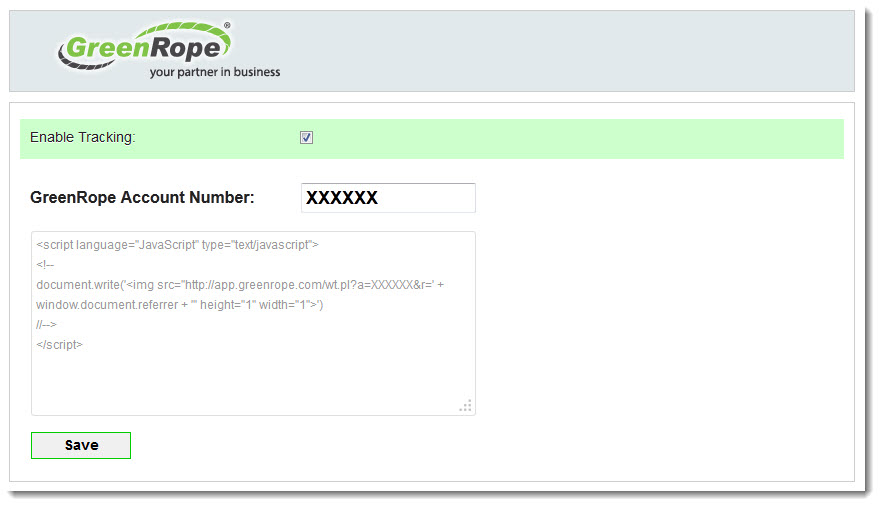 GreenRope®
your partner in business
Enable Tracking:
GreenRope Account Number: XXXXXX
<script language="JavaScript" type="text/javascript">
<!--
document.write('<img src="http://app.greenrope.com/wt.pl?a=XXXXXX&r=' +
window.document.referrer + '" height="1" width="1">')
//-->
</script>
Save